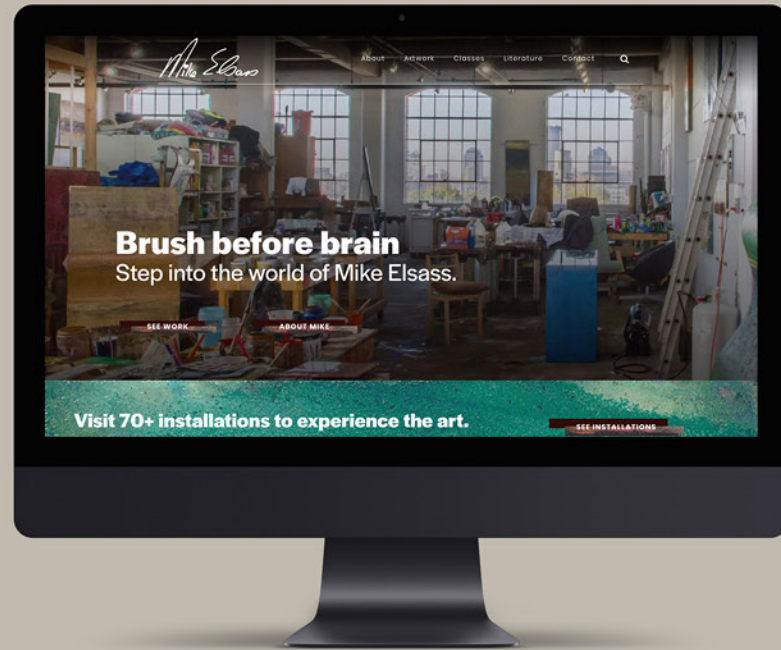 Mike Elsass
About Artwork Classes Literature Contact
Brush before brain
Step into the world of Mike Elsass.
SEE WORK ABOUT MIKE
Visit 70+ installations to experience the art. SEE INSTALLATIONS